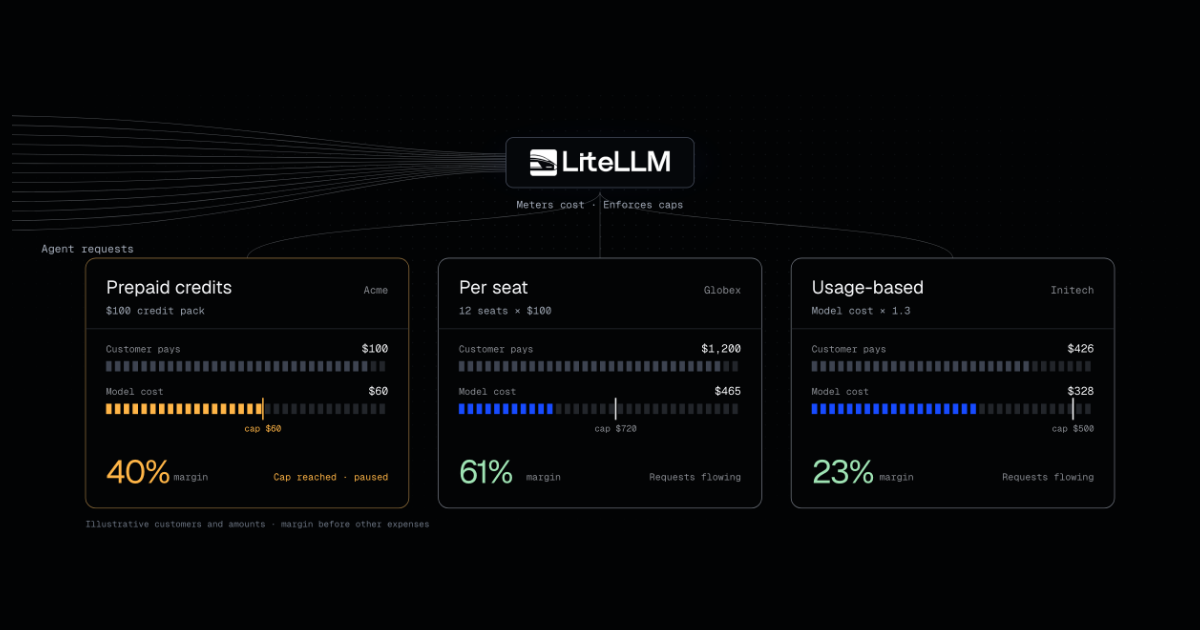 LiteLLM
Meters cost · Enforces caps
Agent requests
Prepaid credits
Acme
$100 credit pack
Customer pays
$100
Model cost
$60
cap $60
40% margin
Cap reached · paused
Per seat
Globex
12 seats × $100
Customer pays
$1,200
Model cost
$465
cap $720
61% margin
Requests flowing
Usage-based
Initech
Model cost × 1.3
Customer pays
$426
Model cost
$328
cap $500
23% margin
Requests flowing
Illustrative customers and amounts · margin before other expenses